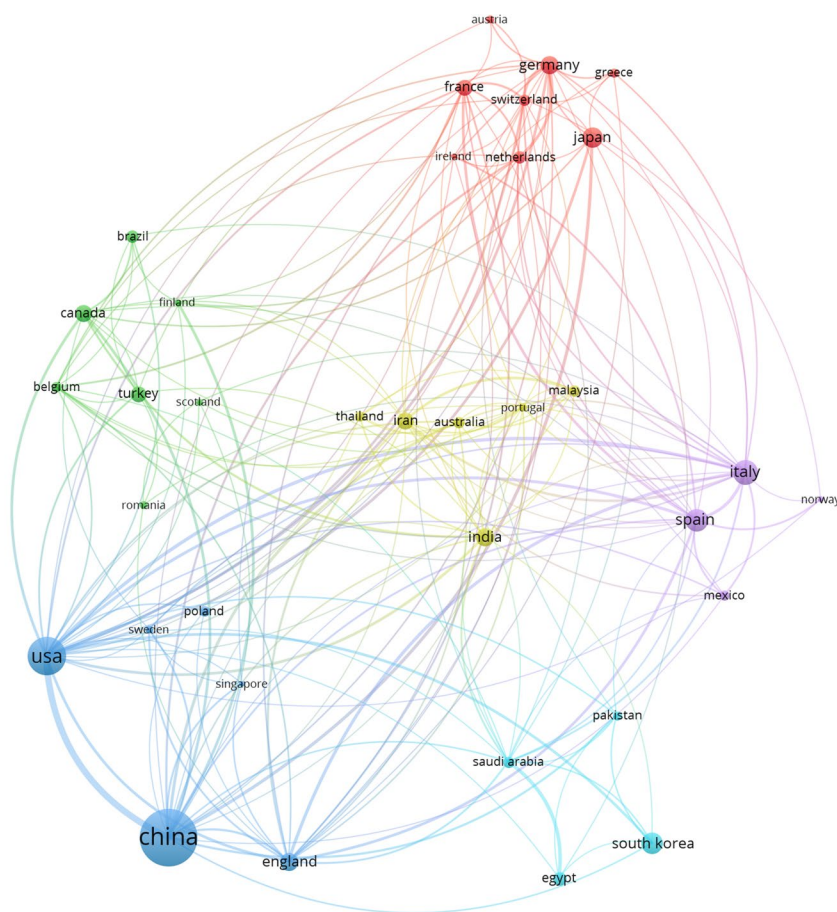 austria
germany
greece
france
switzerland
japan
ireland
netherlands
brazil
finland
canada
belgium
turkey
scotland
malaysia
portugal
thailand
iran
australia
italy
norway
romania
spain
india
mexico
poland
sweden
usa
singapore
pakistan
saudi arabia
china
south korea
england
egypt